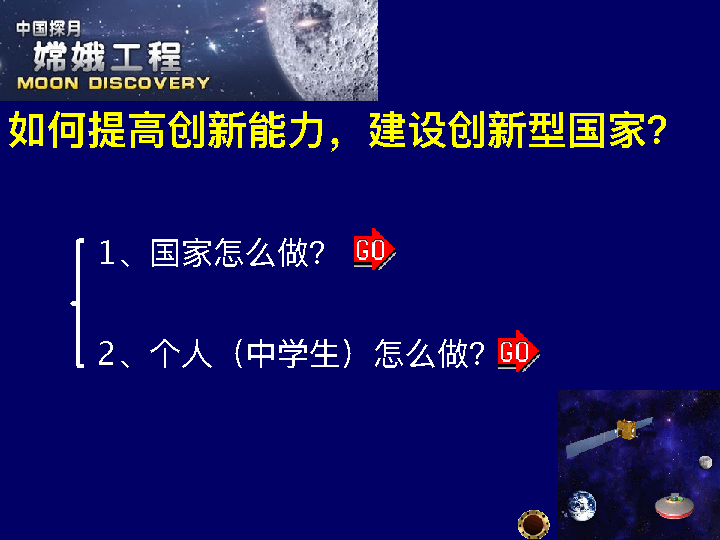 中国探月
嫦娥工程
MOON DISCOVERY
如何提高创新能力，建设创新型国家？
1、国家怎么做？ GO
2、个人（中学生）怎么做？ GO